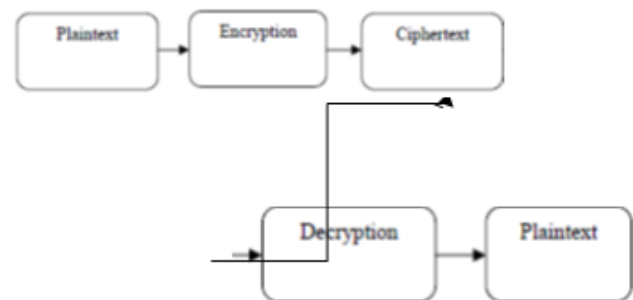 Plaintext
Encryption
Ciphertext
Decryption
Plaintext